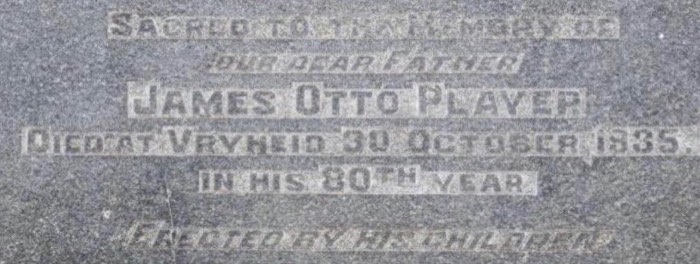 SACRED TO THE MEMORY OF
OUR DEAR FATHER
JAMES OTTO PLAYER
DIED AT VRYHEID 30 OCTOBER 1935.
IN HIS 80TH YEAR
ERECTED BY HIS CHILDREN